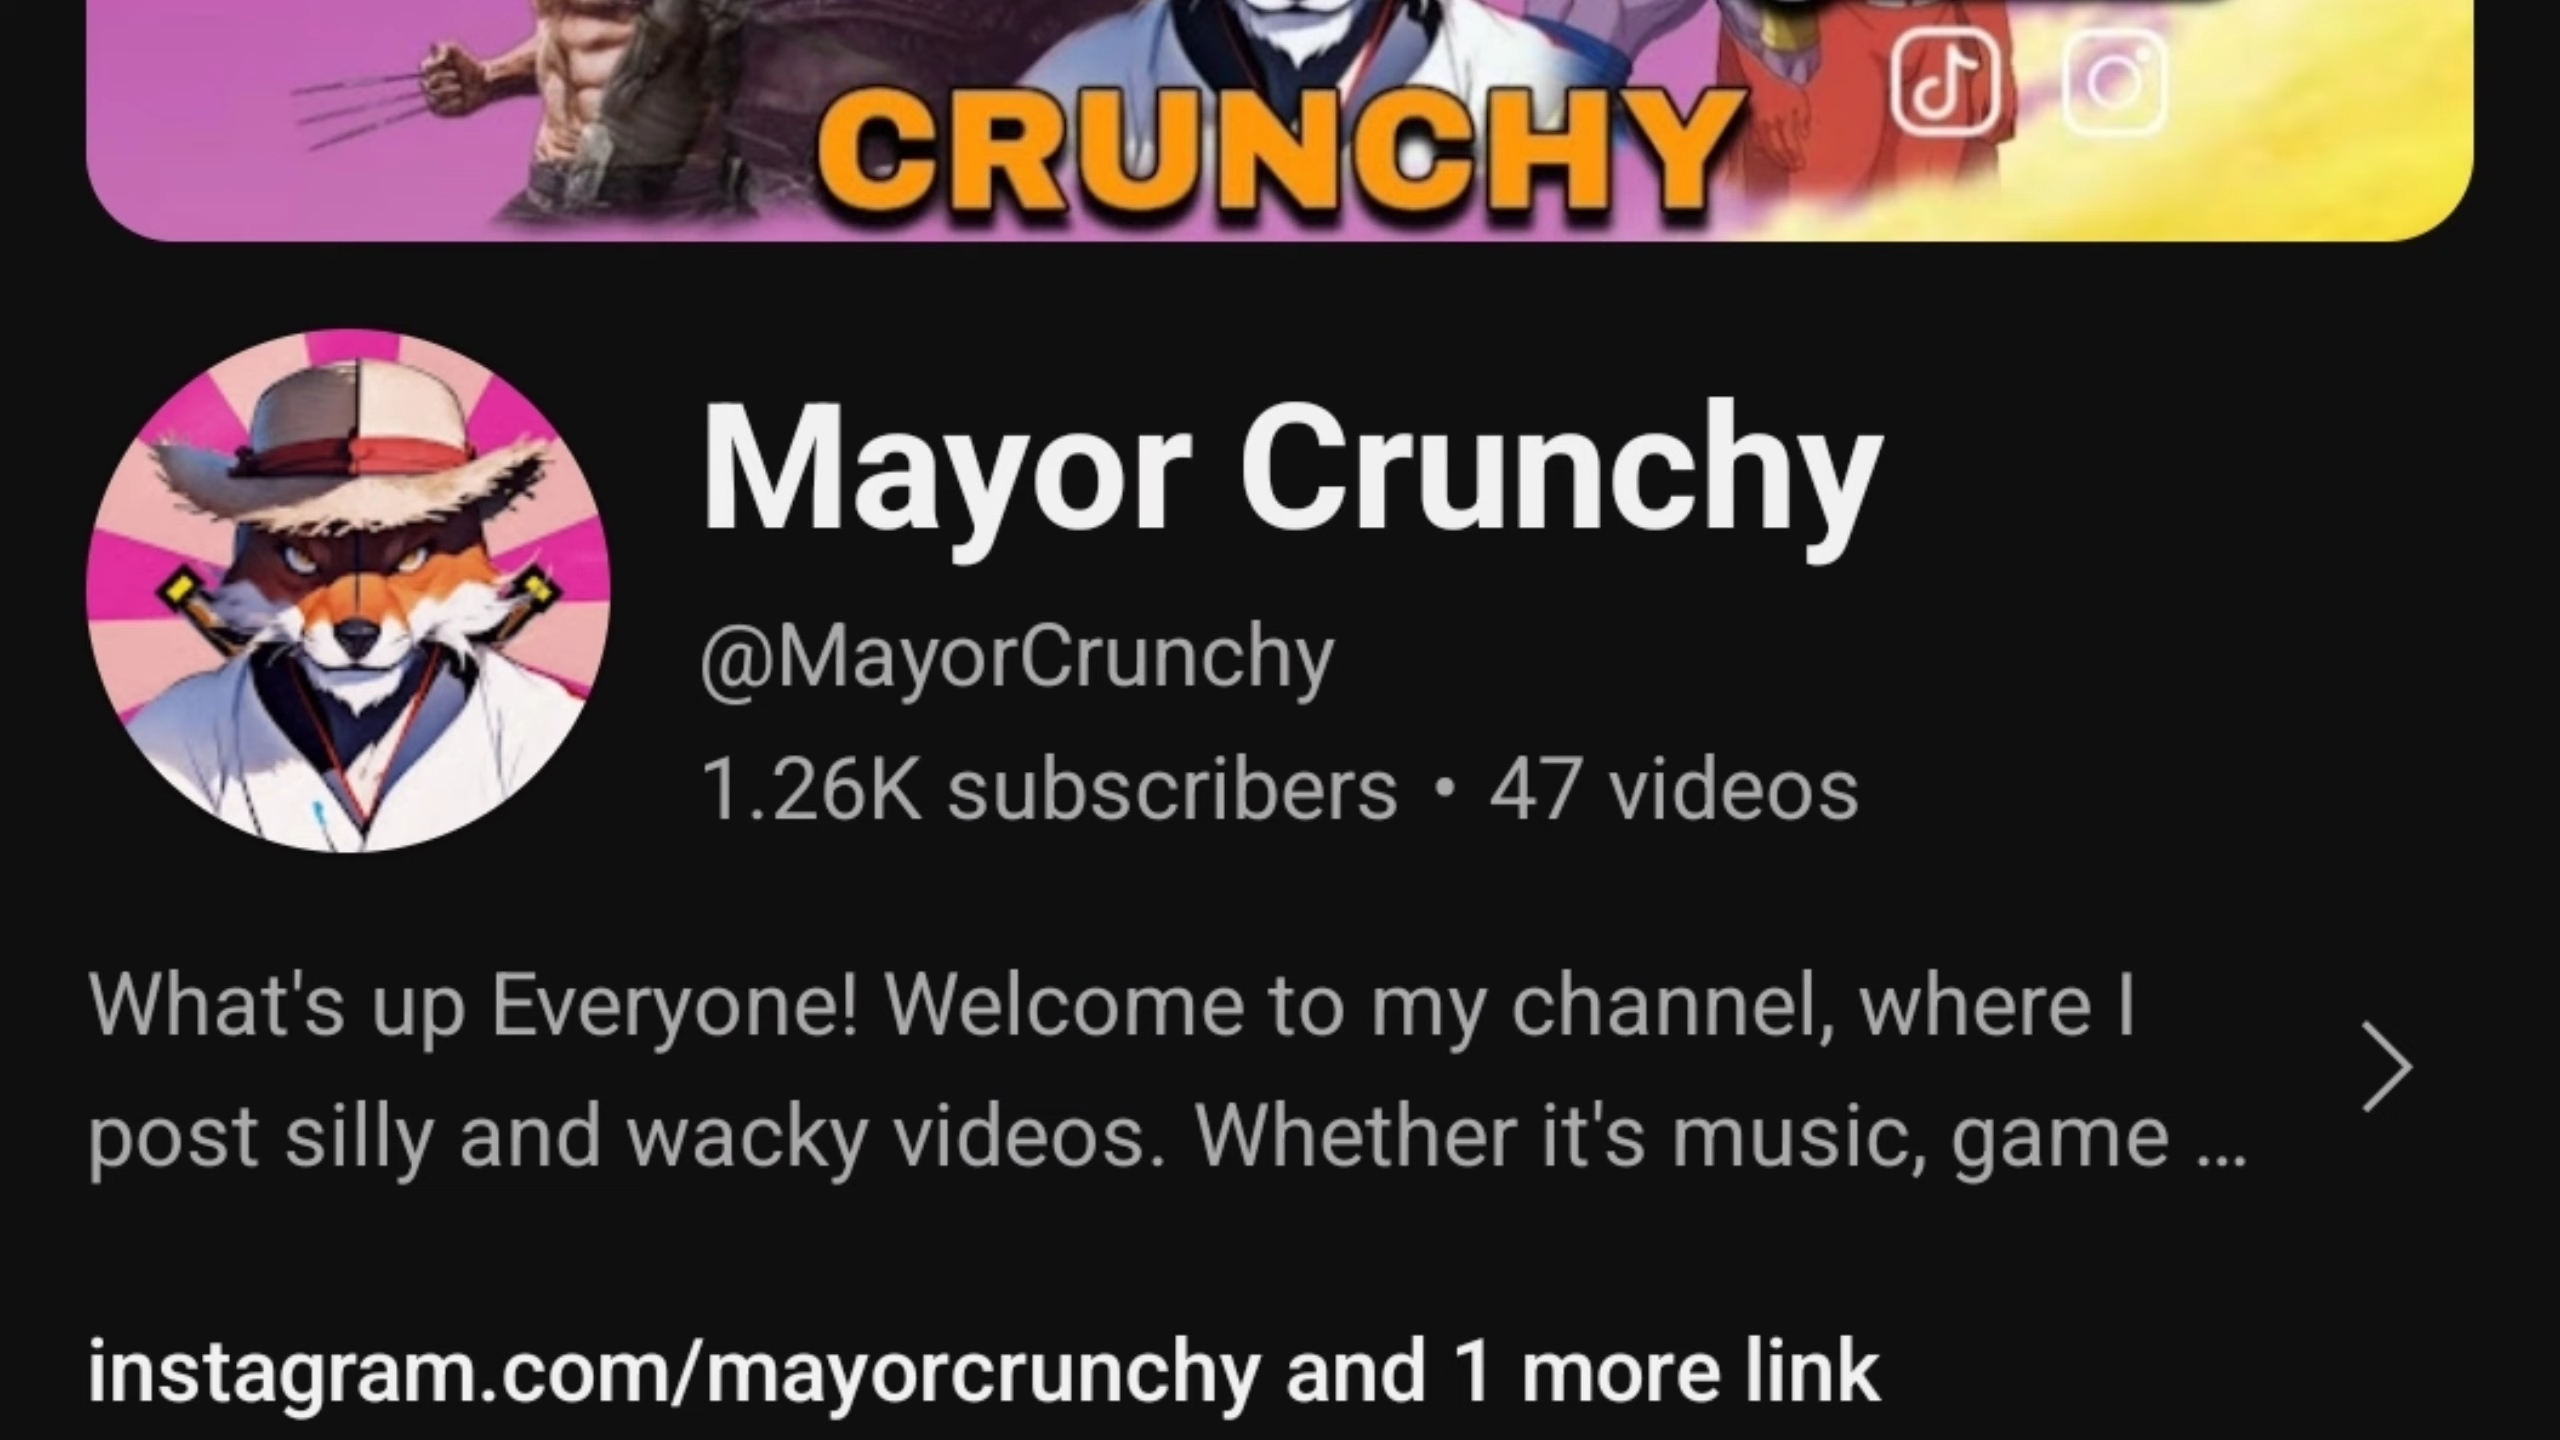 CRUNCHY
Mayor Crunchy
@MayorCrunchy
1.26K subscribers • 47 videos
What's up Everyone! Welcome to my channel, where I
post silly and wacky videos. Whether it's music, game ...
instagram.com/mayorcrunchy and 1 more link